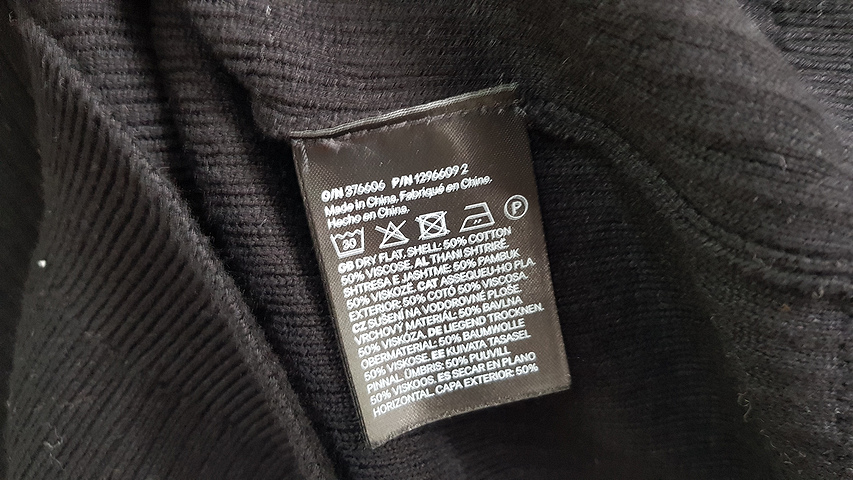 O/N 376606 P/N 1296609 2
Made in China, Fabriqué en Chine,
Hecho en China.
30 P
GB DRY FLAT, SHELL: 50% COTTON
50% VISCOSE. AL THANI SHTRIRË.
SHTRESA E JASHTME: 50% PAMBUK
50% VISKOZË. CAT ASSEQUEU-HO PLA.
EXTERIOR: 50% COTÓ 50% VISCOSA.
CZ SUŠENÍ NA VODOROVNÉ PLOŠE
VRCHOVÝ MATERIÁL: 50% BAVLNA
50% VISKÓZA. DE LIEGEND TROCKNEN.
OBERMATERIAL: 50% BAUMWOLLE
50% VISKOSE. EE KUIVATA TASASEL
PINNAL. ÜMBRIS: 50% PUUVILL
50% VISKOOS. ES SECAR EN PLANO
HORIZONTAL. CAPA EXTERIOR: 50%